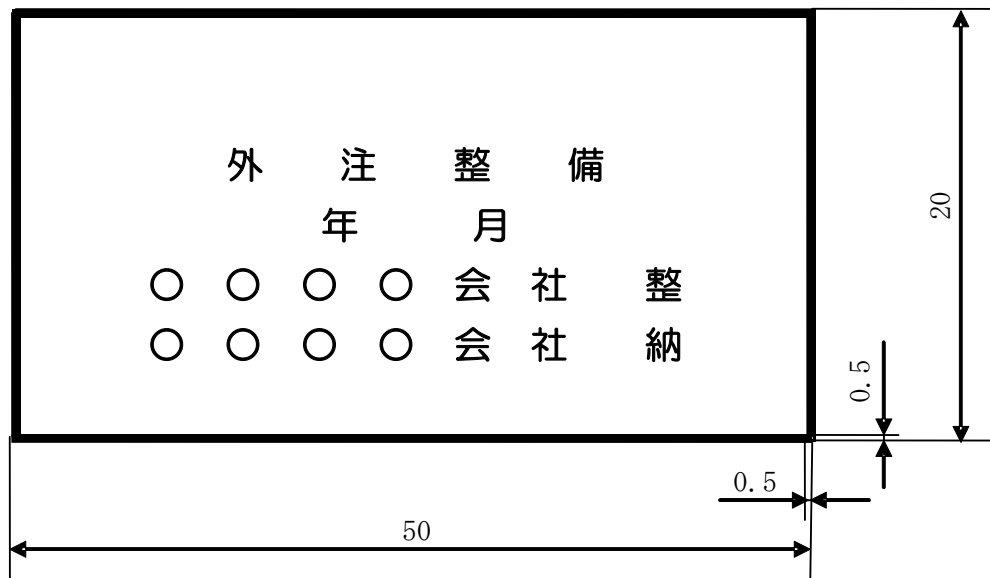 外 注 整 備
年 月
○ ○ ○ ○ 会 社 整
○ ○ ○ ○ 会 社 納
20
0.5
0.5
50